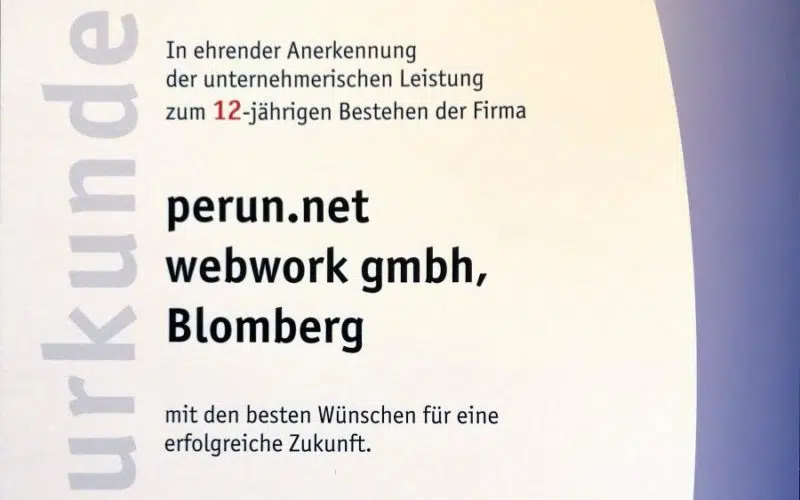 urkunde
In ehrender Anerkennung
der unternehmerischen Leistung
zum 12-jährigen Bestehen der Firma
perun.net
webwork gmbh,
Blomberg
mit den besten Wünschen für eine
erfolgreiche Zukunft.